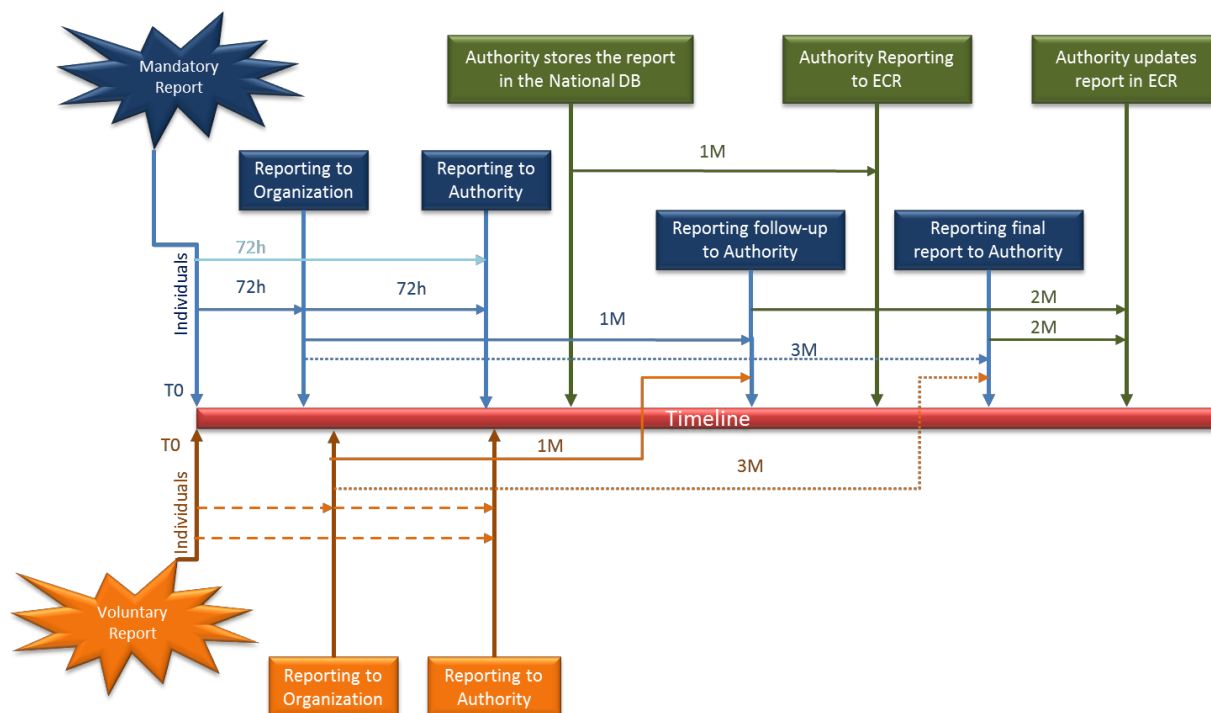 Mandatory
Report
Authority stores the report
in the National DB
Authority Reporting
to ECR
Authority updates
report in ECR
1M
Reporting to
Organization
Reporting to
Authority
Reporting follow-up
to Authority
Reporting final
report to Authority
72h
Individuals
72h
72h
2M
1M
2M
3M
T0
Timeline
T0
1M
3M
Individuals
Voluntary
Report
Reporting to
Organization
Reporting to
Authority